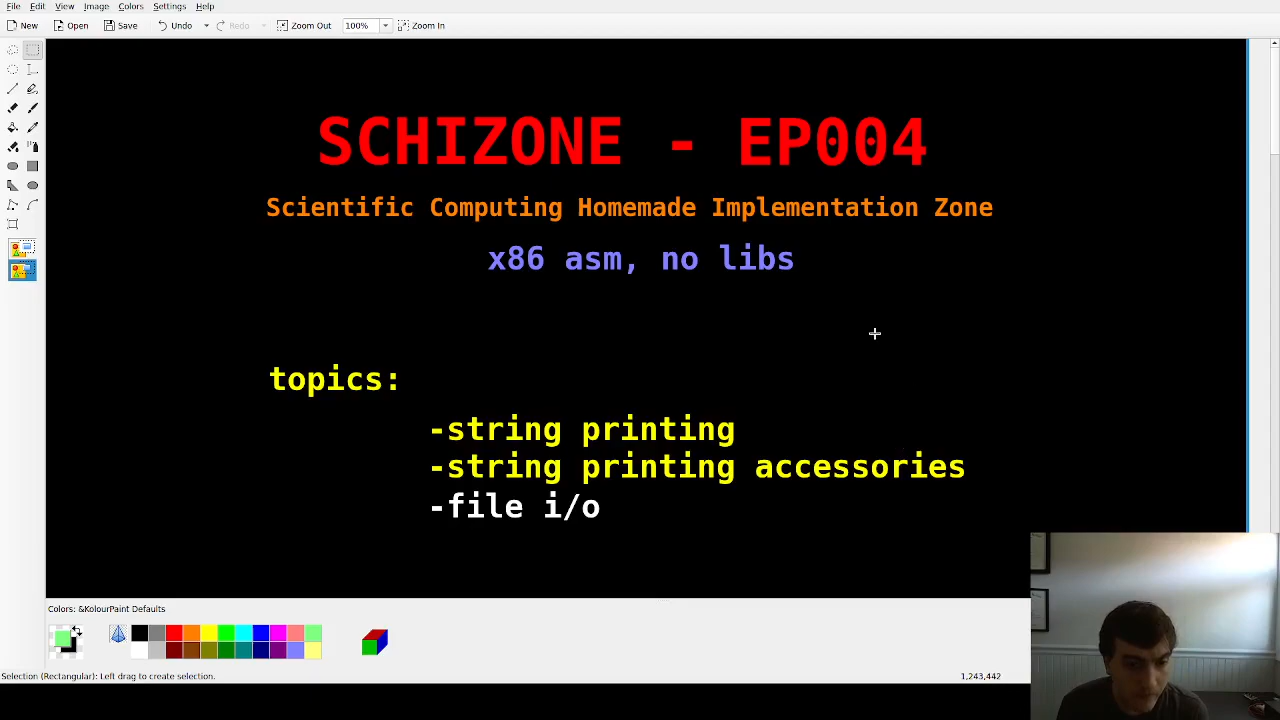 File Edit View Image Colors Settings Help
New Open Save Undo Redo Zoom Out 100% Zoom In
SCHIZONE - EP004
Scientific Computing Homemade Implementation Zone
x86 asm, no libs
topics:
-string printing
-string printing accessories
-file i/o
Colors: &KolourPaint Defaults
Selection (Rectangular): Left drag to create selection.
1,243,442